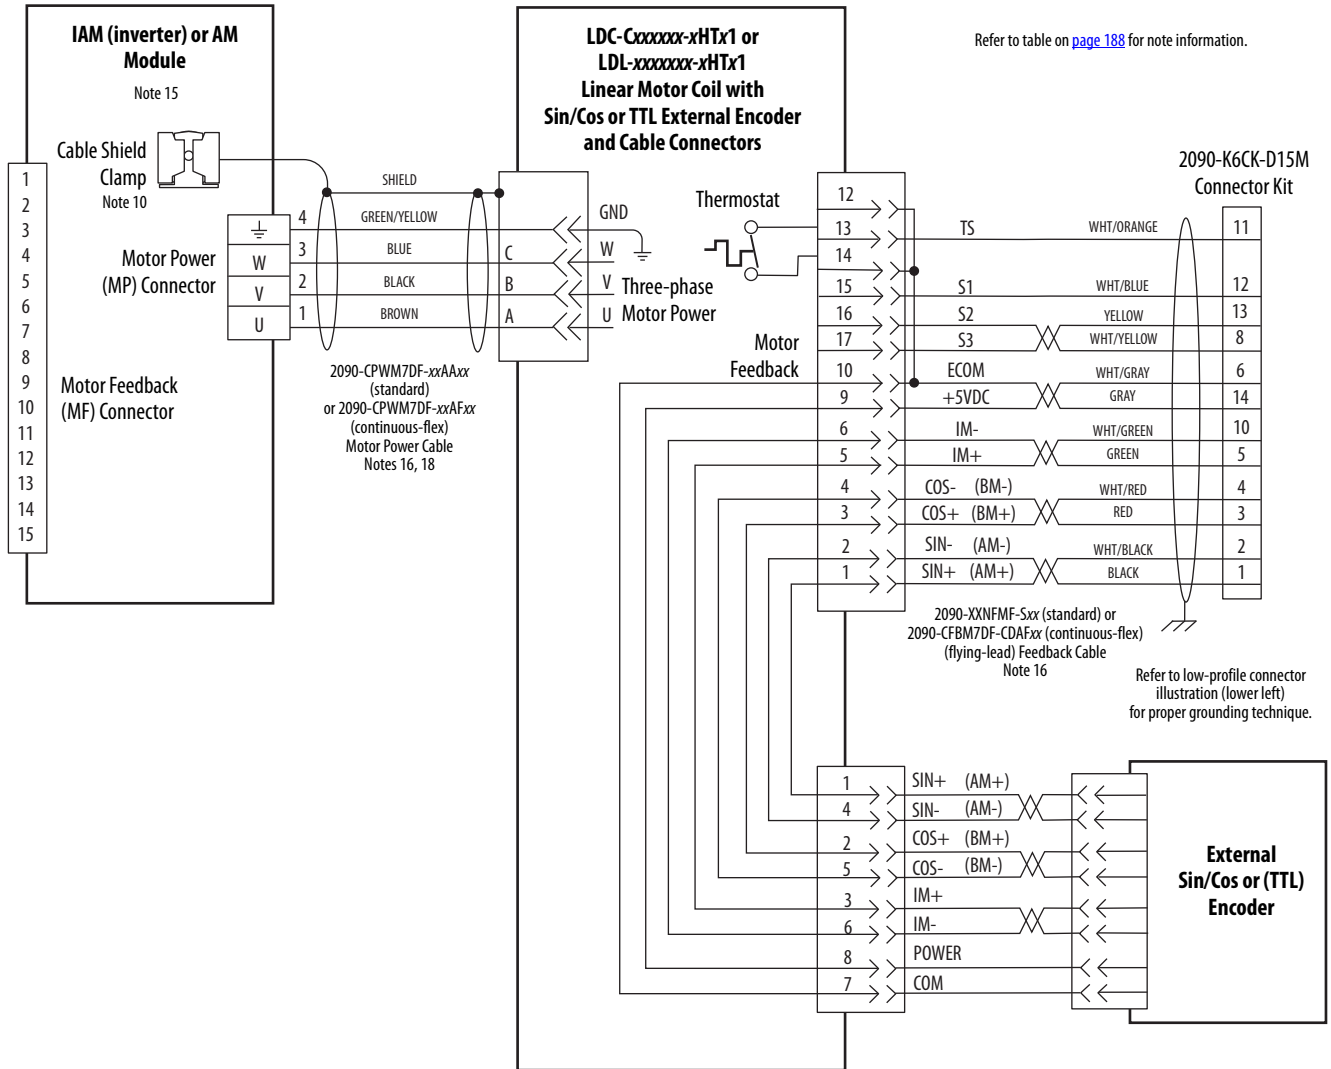 IAM (inverter) or AM
Module
Note 15
Cable Shield
Clamp
Note 10
1
2
3
4
5
6
7
8
9
10
11
12
13
14
15
Motor Power
(MP) Connector
Motor Feedback
(MF) Connector
W
V
U
4
3
2
1
SHIELD
GREEN/YELLOW
BLUE
BLACK
BROWN
C
B
A
GND
W
V
U
Three-phase
Motor Power
2090-CPWM7DF-xxAAxx
(standard)
or 2090-CPWM7DF-xxAFxx
(continuous-flex)
Motor Power Cable
Notes 16, 18
LDC-Cxxxxxx-xHTx1 or
LDL-xxxxxxx-xHTx1
Linear Motor Coil with
Sin/Cos or TTL External Encoder
and Cable Connectors
Thermostat
Motor
Feedback
12
13
14
15
16
17
10
9
6
5
4
3
2
1
TS
S1
S2
S3
ECOM
+5VDC
IM-
IM+
COS- (BM-)
COS+ (BM+)
SIN- (AM-)
SIN+ (AM+)
WHT/ORANGE
WHT/BLUE
YELLOW
WHT/YELLOW
WHT/GRAY
GRAY
WHT/GREEN
GREEN
WHT/RED
RED
WHT/BLACK
BLACK
Refer to table on page 188 for note information.
2090-K6CK-D15M
Connector Kit
11
12
13
8
6
14
10
5
4
3
2
1
2090-XXNFMF-Sxx (standard) or
2090-CFBM7DF-CDAFxx (continuous-flex)
(flying-lead) Feedback Cable
Note 16
Refer to low-profile connector
illustration (lower left)
for proper grounding technique.
1
4
2
5
3
6
8
7
SIN+ (AM+)
SIN- (AM-)
COS+ (BM+)
COS- (BM-)
IM+
IM-
POWER
COM
External
Sin/Cos or (TTL)
Encoder